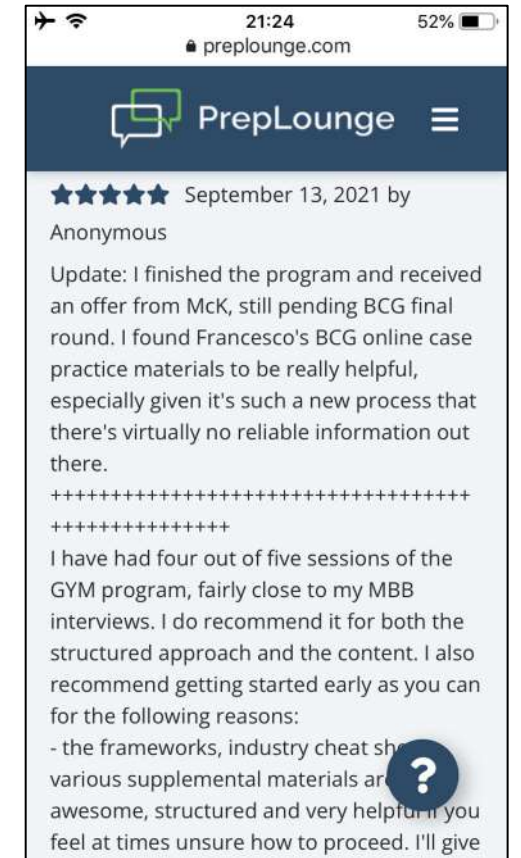 21:24
52%
preplounge.com
PrepLounge
September 13, 2021 by
Anonymous
Update: I finished the program and received
an offer from McK, still pending BCG final
round. I found Francesco's BCG online case
practice materials to be really helpful,
especially given it's such a new process that
there's virtually no reliable information out
there.
+++++++++++++++++++++++++++++++++++
+++++++++++++++
I have had four out of five sessions of the
GYM program, fairly close to my MBB
interviews. I do recommend it for both the
structured approach and the content. I also
recommend getting started early as you can
for the following reasons:
- the frameworks, industry cheat
various supplemental materials
?
awesome, structured and very helpful if you
feel at times unsure how to proceed. I'll give